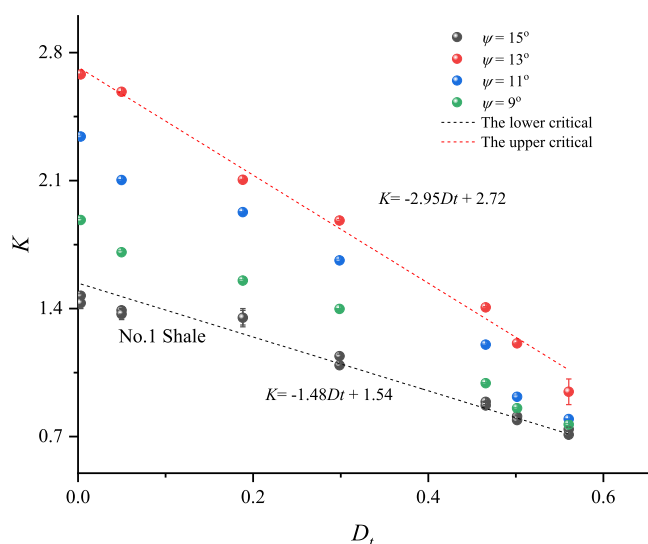 2.8
2.1
1.4
0.7
K
ψ = 15°
ψ = 13°
ψ = 11°
ψ = 9°
The lower critical
The upper critical
K= -2.95Dt + 2.72
No.1 Shale
K= -1.48Dt + 1.54
0.0 0.2 0.4 0.6
D_t